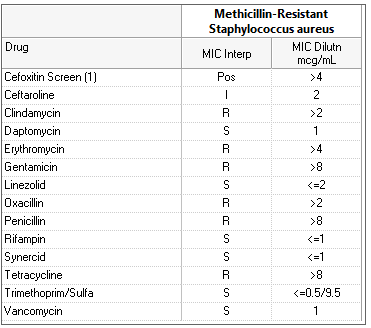 Methicillin-Resistant
Staphylococcus aureus
Drug MIC Interp MIC Dilutn
mcg/mL
Cefoxitin Screen (1) Pos >4
Ceftaroline I 2
Clindamycin R >2
Daptomycin S 1
Erythromycin R >4
Gentamicin R >8
Linezolid S <=2
Oxacillin R >2
Penicillin R >8
Rifampin S <=1
Synercid S <=1
Tetracycline R >8
Trimethoprim/Sulfa S <=0.5/9.5
Vancomycin S 1